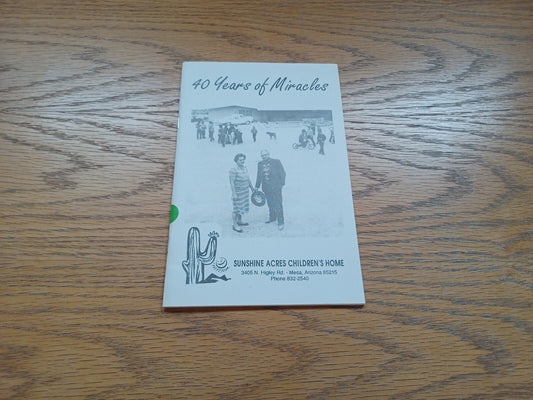 40 Years of Miracles
SUNSHINE ACRES CHILDREN'S HOME
3405 N. Higley Rd. - Mesa, Arizona 85215
Phone 832-2540